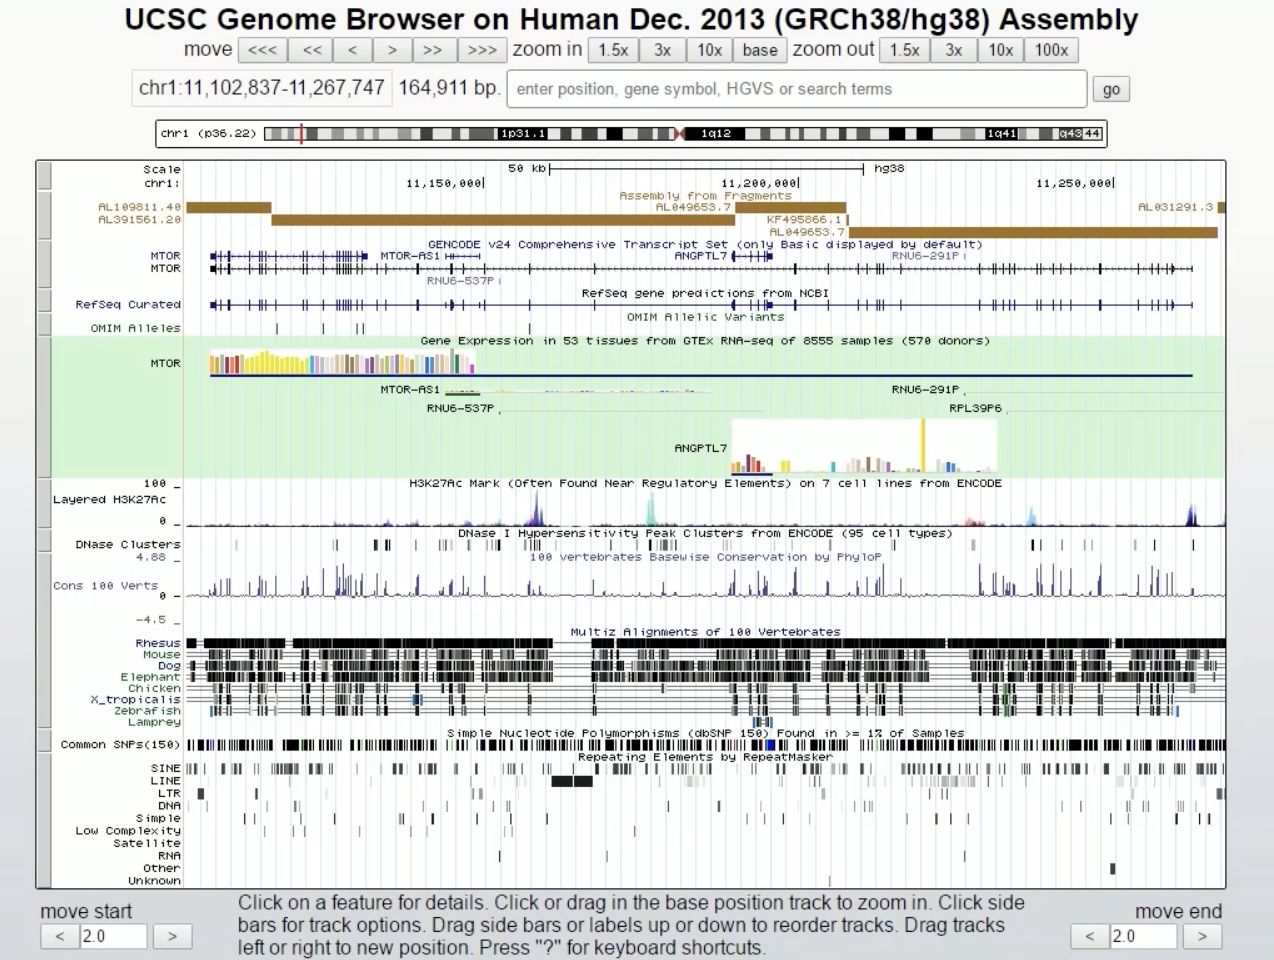 UCSC Genome Browser on Human Dec. 2013 (GRCh38/hg38) Assembly
move <<< << < > >> >>> zoom in 1.5x 3x 10x base zoom out 1.5x 3x 10x 100x
chr1:11,102,837-11,267,747 164,911 bp. enter position, gene symbol, HGVS or search terms go
chr1 (p36.22) 1p31.1 1q12 1q41 q43 44
Scale 50 kb hg38
chr1: 11,150,000 11,200,000 11,250,000
Assembly from Fragments
AL109811.40 AL049653.7 AL031291.3
AL391561.20 KF495866.1
AL049653.7
GENCODE v24 Comprehensive Transcript Set (only Basic displayed by default)
MTOR MTOR-AS1 ANGPTL7 RNU6-291P
MTOR
RNU6-537P
RefSeq gene predictions from NCBI
RefSeq Curated
OMIM Allelic Variants
OMIM Alleles
Gene Expression in 53 tissues from GTEx RNA-seq of 8555 samples (570 donors)
MTOR
MTOR-AS1 RNU6-291P
RNU6-537P RPL39P6
ANGPTL7
H3K27Ac Mark (Often Found Near Regulatory Elements) on 7 cell lines from ENCODE
100 _
Layered H3K27Ac
0 _
DNase I Hypersensitivity Peak Clusters from ENCODE (95 cell types)
DNase Clusters
100 vertebrates Basewise Conservation by PhyloP
4.88 _
Cons 100 Verts
0 _
-4.5 _
Multiz Alignments of 100 Vertebrates
Rhesus
Mouse
Dog
Elephant
Chicken
X_tropicalis
Zebrafish
Lamprey
Simple Nucleotide Polymorphisms (dbSNP 150) Found in >= 1% of Samples
Common SNPs(150)
Repeating Elements by RepeatMasker
SINE
LINE
LTR
DNA
Simple
Low Complexity
Satellite
RNA
Other
Unknown
move start
< 2.0 >
Click on a feature for details. Click or drag in the base position track to zoom in. Click side
bars for track options. Drag side bars or labels up or down to reorder tracks. Drag tracks
left or right to new position. Press "?" for keyboard shortcuts.
move end
< 2.0 >